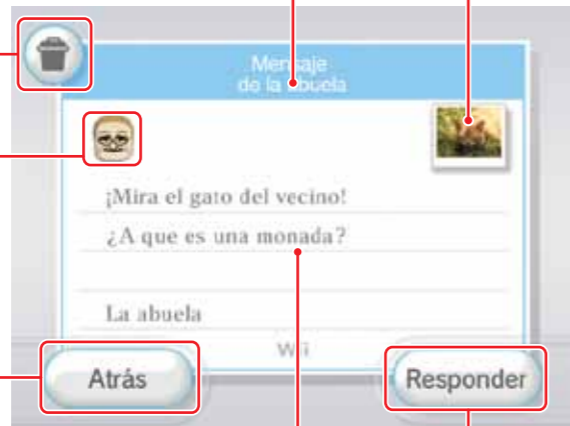 Mensaje
de la abuela
¡Mira el gato del vecino!
¿A que es una monada?
La abuela
Wii
Atrás
Responder